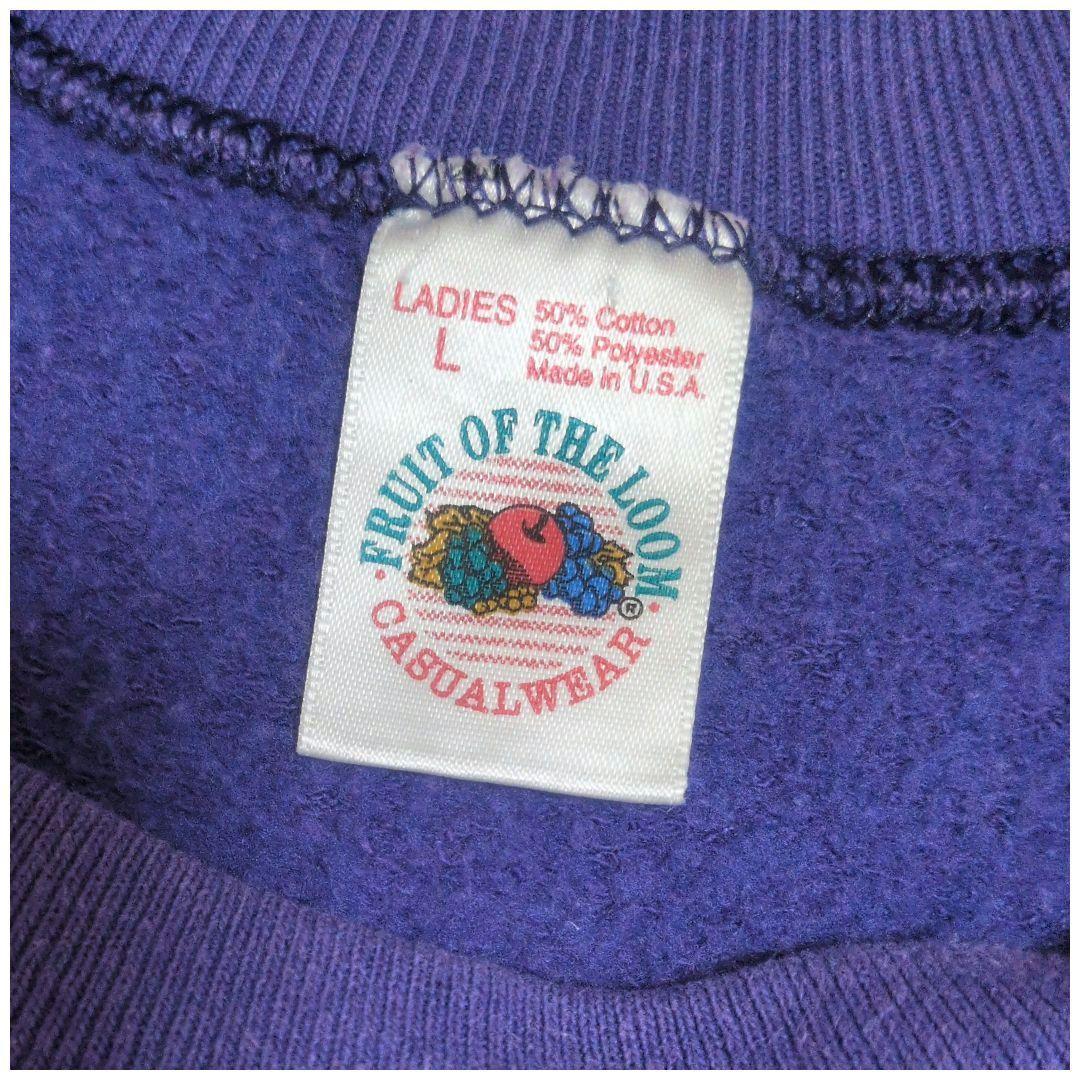 LADIES
L
50% Cotton
50% Polyester
Made in U.S.A.
• FRUIT OF THE LOOM •
®
CASUALWEAR